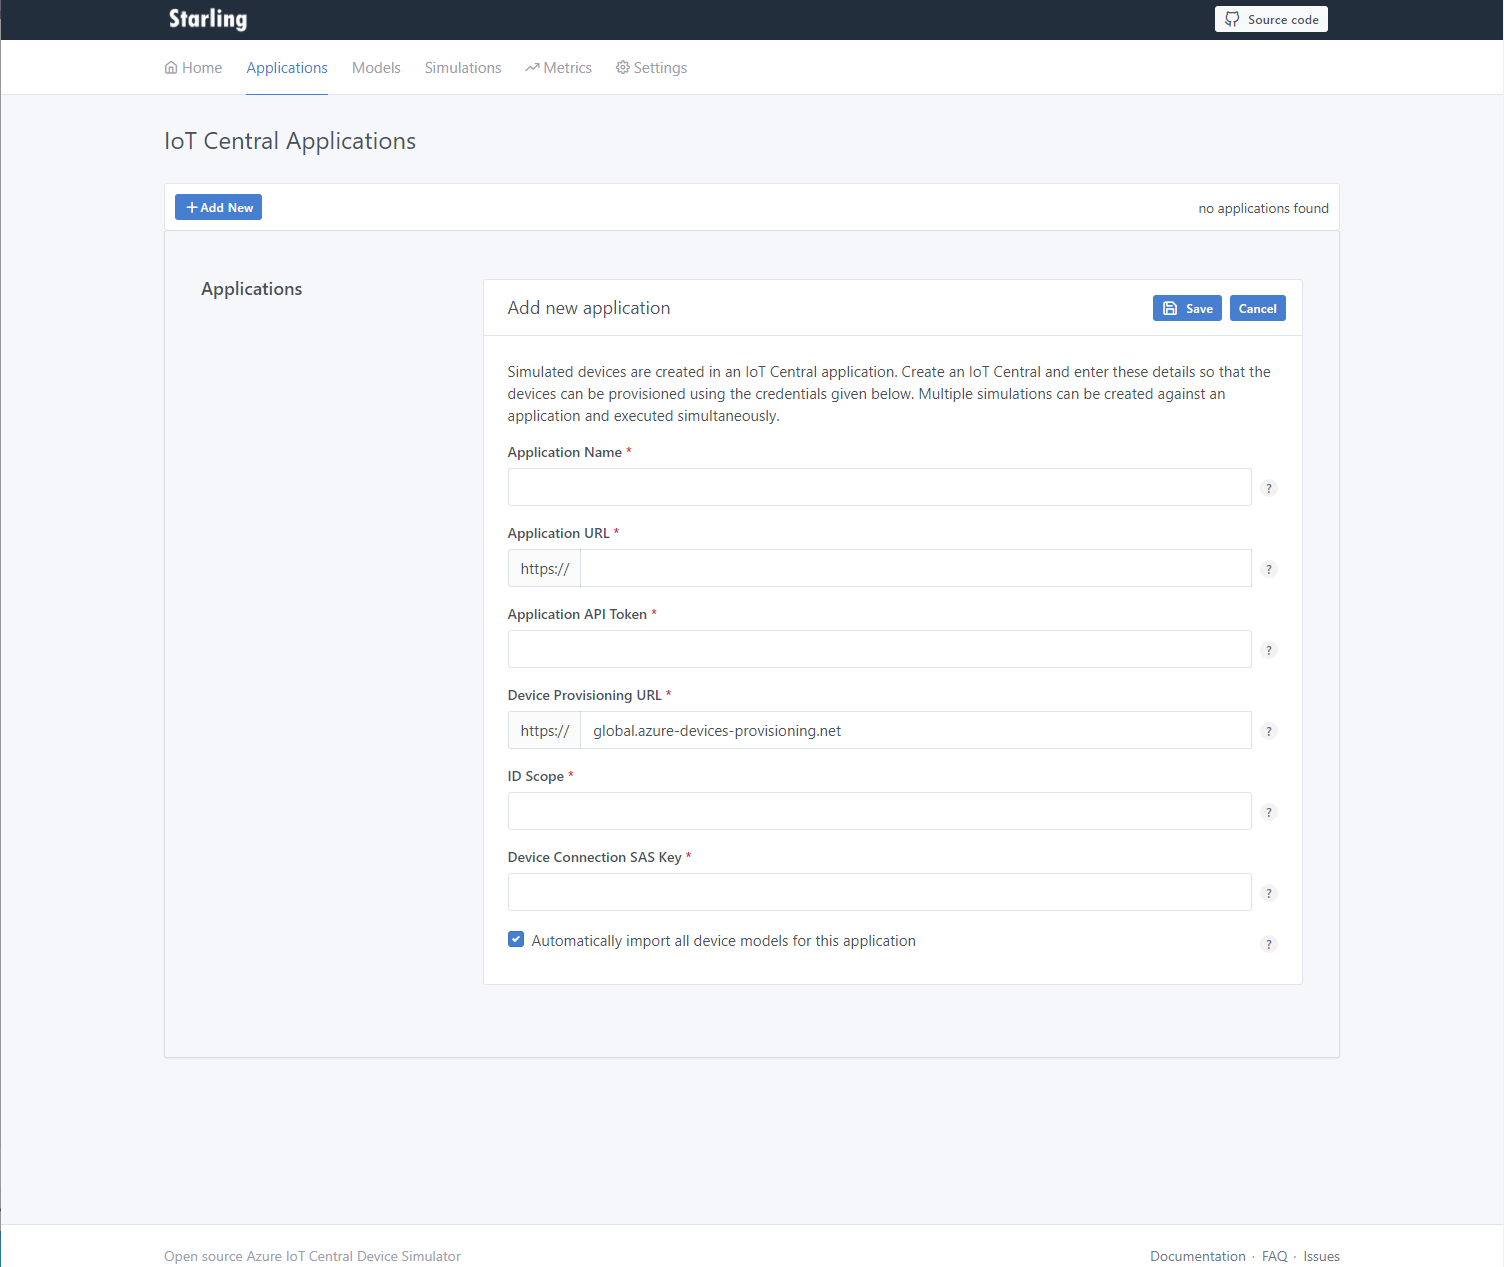 Starling
Source code
Home
Applications
Models
Simulations
Metrics
Settings
IoT Central Applications
Add New
no applications found
Applications
Add new application
Save
Cancel
Simulated devices are created in an IoT Central application. Create an IoT Central and enter these details so that the
devices can be provisioned using the credentials given below. Multiple simulations can be created against an
application and executed simultaneously.
Application Name *
?
Application URL *
https://
?
Application API Token *
?
Device Provisioning URL *
https:// global.azure-devices-provisioning.net
?
ID Scope *
?
Device Connection SAS Key *
?
Automatically import all device models for this application
?
Open source Azure IoT Central Device Simulator
Documentation · FAQ · Issues